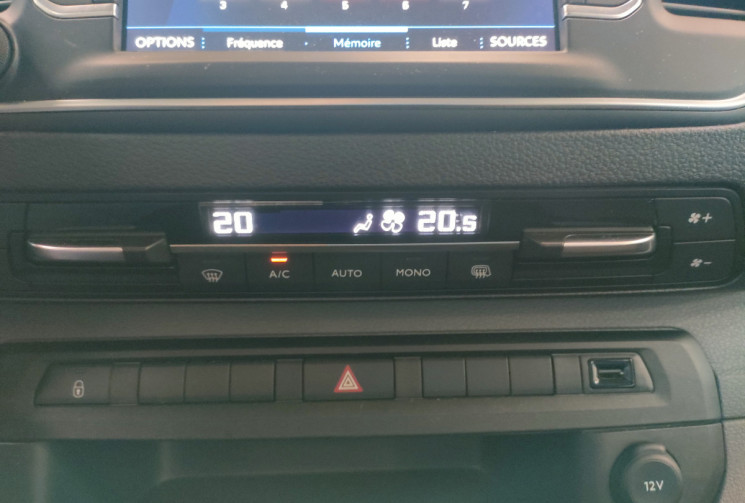 3 4 5 6 7
OPTIONS Fréquence Mémoire Liste SOURCES
20 20.5
A/C AUTO MONO
12V